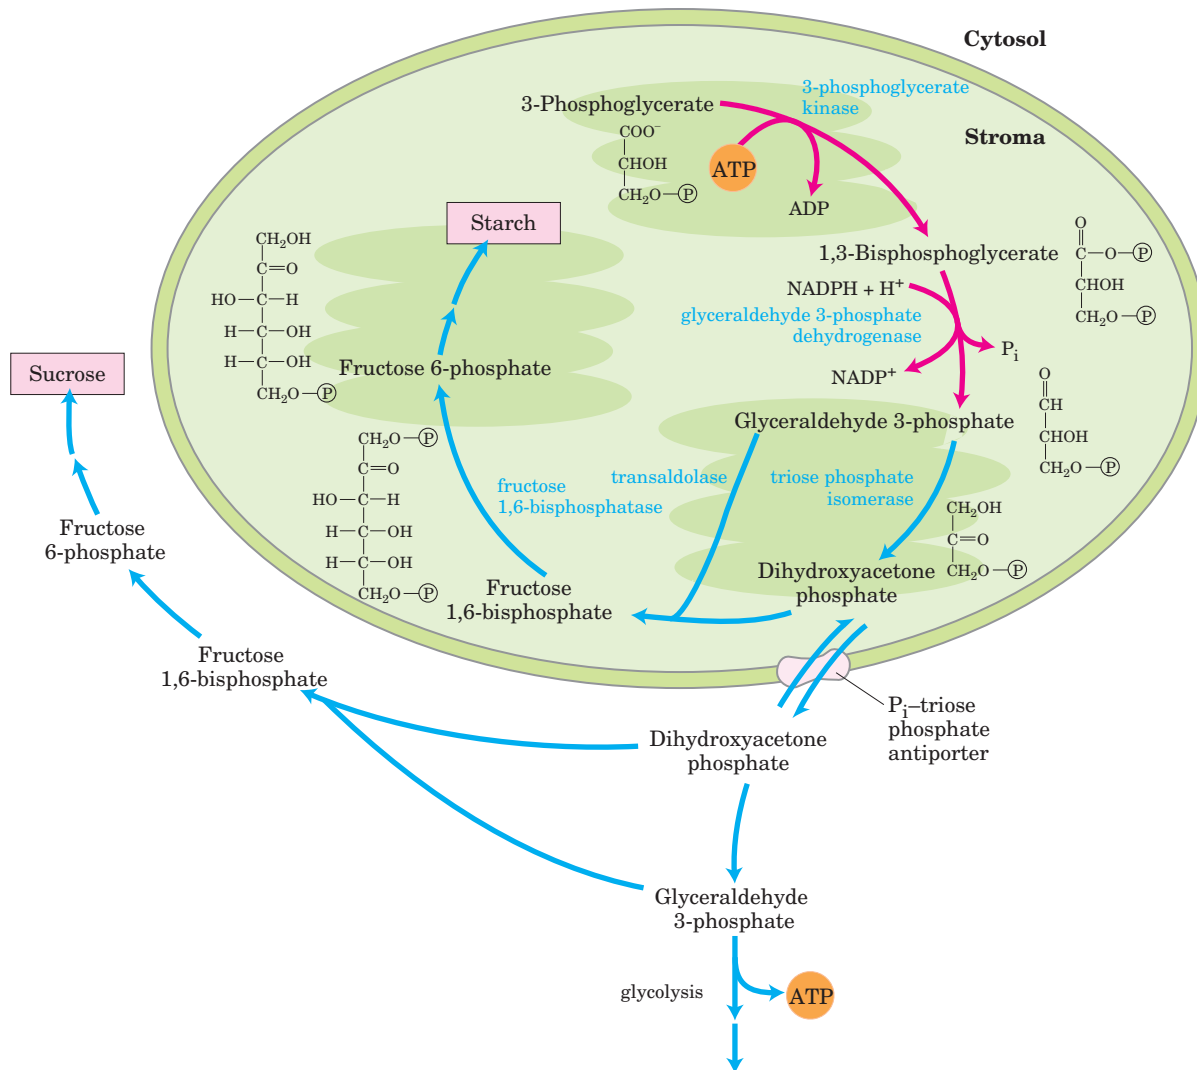 Cytosol
3-phosphoglycerate
kinase
3-Phosphoglycerate
Stroma
COO⁻
CHOH
CH₂O—Ⓟ
ATP
ADP
Starch
1,3-Bisphosphoglycerate
O
C—O—Ⓟ
CHOH
CH₂O—Ⓟ
CH₂OH
C=O
HO—C—H
H—C—OH
H—C—OH
CH₂O—Ⓟ
NADPH + H⁺
glyceraldehyde 3-phosphate
dehydrogenase
Pᵢ
NADP⁺
Sucrose
Fructose 6-phosphate
Glyceraldehyde 3-phosphate
O
CH
CHOH
CH₂O—Ⓟ
CH₂O—Ⓟ
C=O
HO—C—H
H—C—OH
H—C—OH
CH₂O—Ⓟ
fructose
1,6-bisphosphatase
transaldolase
triose phosphate
isomerase
CH₂OH
C=O
CH₂O—Ⓟ
Fructose
6-phosphate
Dihydroxyacetone
phosphate
Fructose
1,6-bisphosphate
Fructose
1,6-bisphosphate
Pᵢ–triose
phosphate
antiporter
Dihydroxyacetone
phosphate
Glyceraldehyde
3-phosphate
glycolysis
ATP